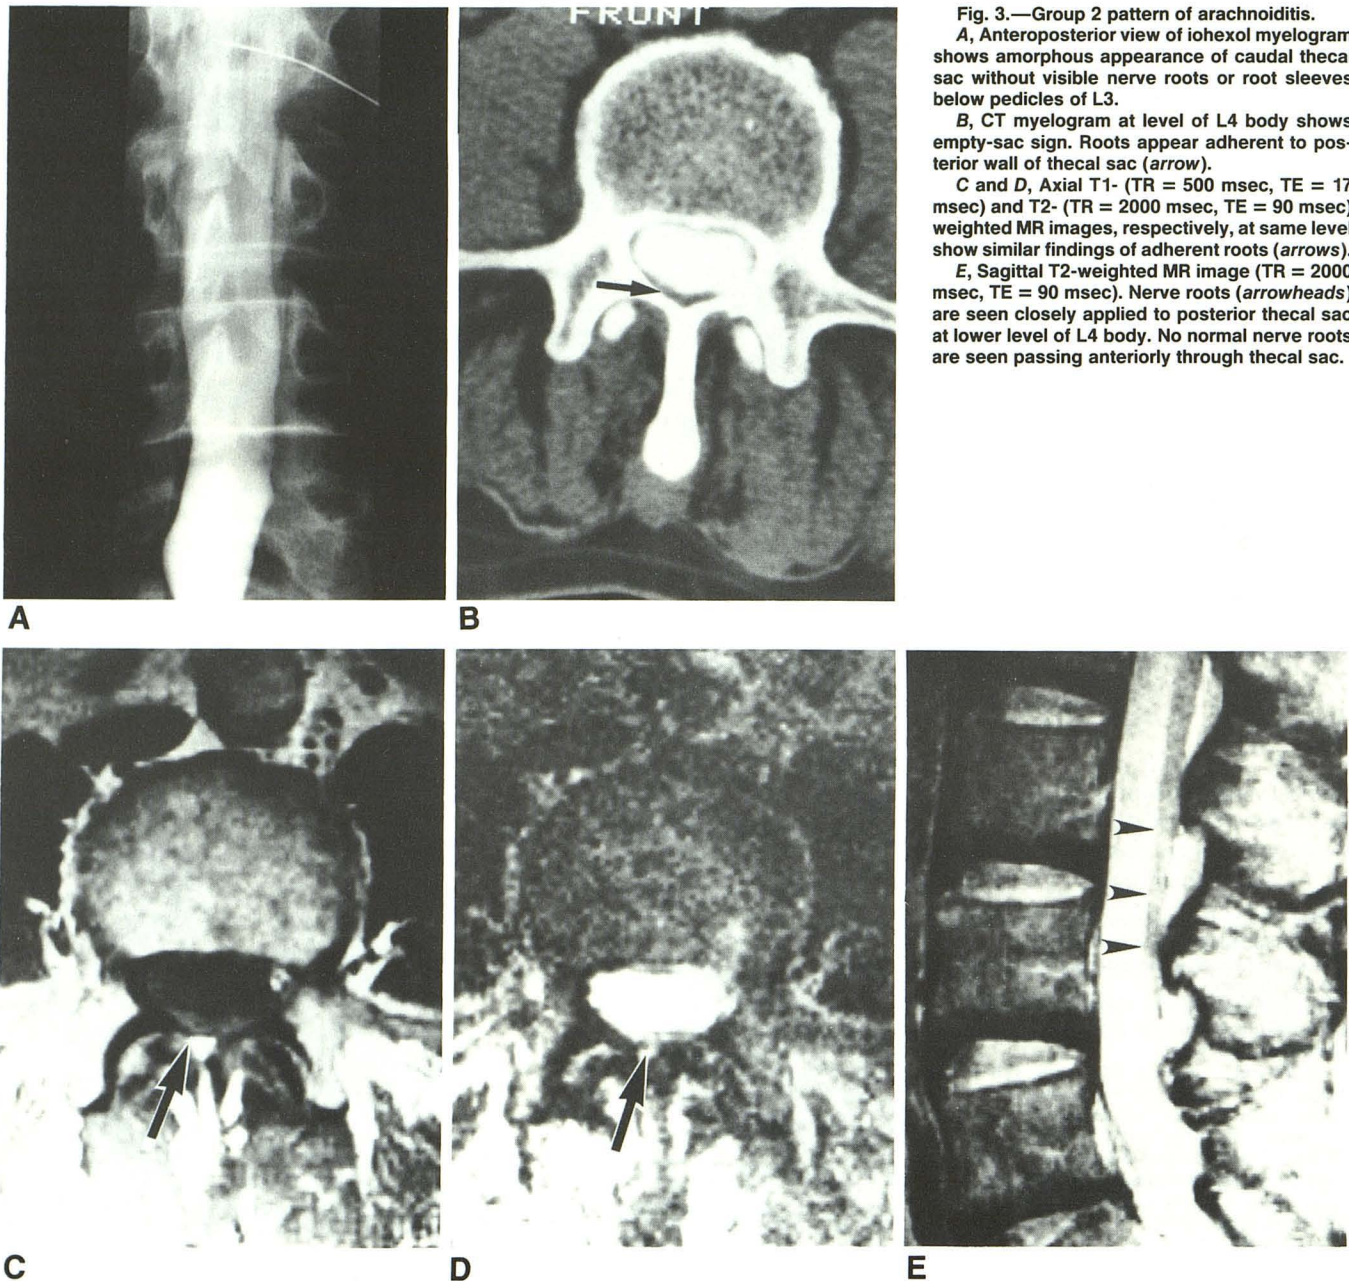 FRONT
Fig. 3.—Group 2 pattern of arachnoiditis.
A, Anteroposterior view of iohexol myelogram
shows amorphous appearance of caudal theca
sac without visible nerve roots or root sleeves
below pedicles of L3.
B, CT myelogram at level of L4 body shows
empty-sac sign. Roots appear adherent to pos-
terior wall of thecal sac (arrow).
C and D, Axial T1- (TR = 500 msec, TE = 17
msec) and T2- (TR = 2000 msec, TE = 90 msec)
weighted MR images, respectively, at same level
show similar findings of adherent roots (arrows).
E, Sagittal T2-weighted MR image (TR = 2000
msec, TE = 90 msec). Nerve roots (arrowheads)
are seen closely applied to posterior thecal sac
at lower level of L4 body. No normal nerve roots
are seen passing anteriorly through thecal sac.
A
B
C
D
E